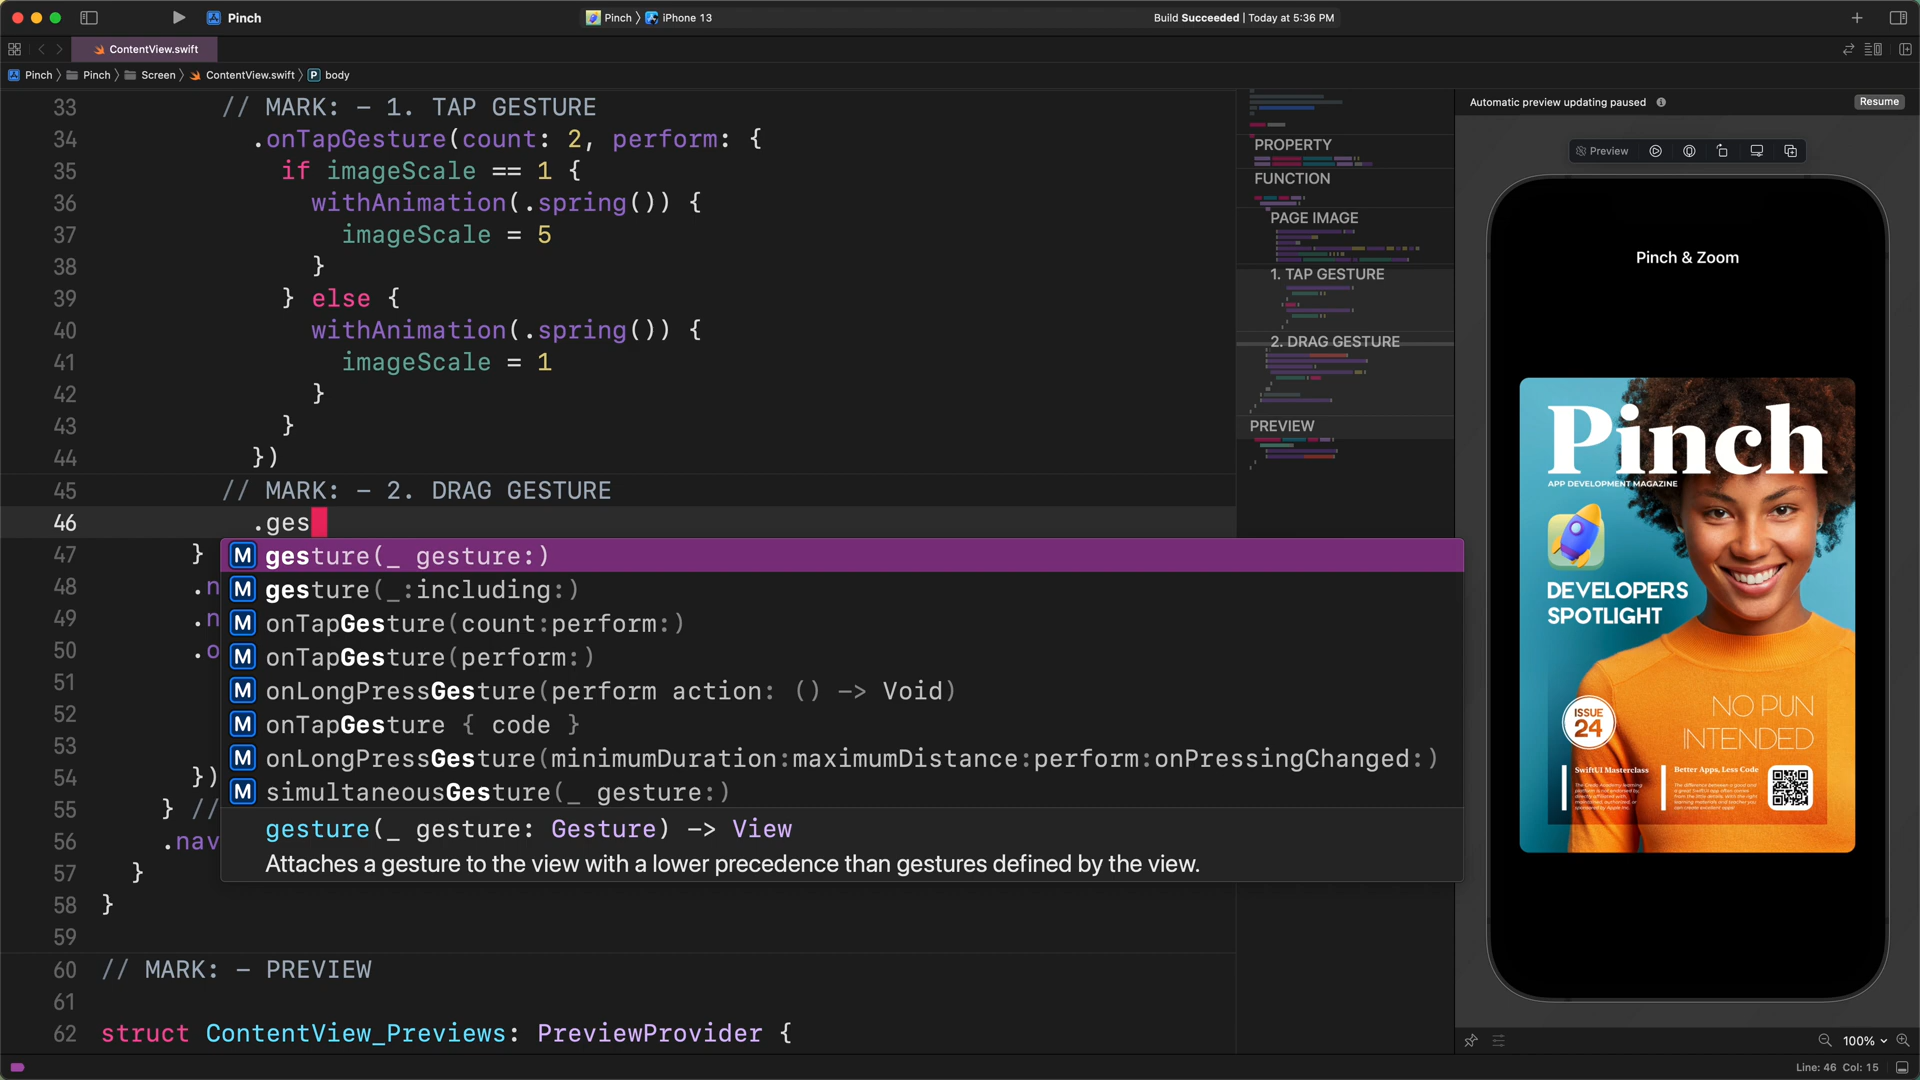 Pinch
Pinch 〉 iPhone 13
Build Succeeded | Today at 5:36 PM
ContentView.swift
Pinch 〉 Pinch 〉 Screen 〉 ContentView.swift 〉 P body
33 // MARK: - 1. TAP GESTURE
34 .onTapGesture(count: 2, perform: {
35 if imageScale == 1 {
36 withAnimation(.spring()) {
37 imageScale = 5
38 }
39 } else {
40 withAnimation(.spring()) {
41 imageScale = 1
42 }
43 }
44 })
45 // MARK: - 2. DRAG GESTURE
46 .ges
47 }
48 .n
49 .n
50 .o
51
52
53
54 })
55 } //
56 .nav
57 }
58 }
59
60 // MARK: - PREVIEW
61
62 struct ContentView_Previews: PreviewProvider {
M gesture(_ gesture:)
M gesture(_:including:)
M onTapGesture(count:perform:)
M onTapGesture(perform:)
M onLongPressGesture(perform action: () -> Void)
M onTapGesture { code }
M onLongPressGesture(minimumDuration:maximumDistance:perform:onPressingChanged:)
M simultaneousGesture(_ gesture:)
gesture(_ gesture: Gesture) -> View
Attaches a gesture to the view with a lower precedence than gestures defined by the view.
PROPERTY
FUNCTION
PAGE IMAGE
1. TAP GESTURE
2. DRAG GESTURE
PREVIEW
Automatic preview updating paused
Resume
Preview
Pinch & Zoom
Pinch
APP DEVELOPMENT MAGAZINE
DEVELOPERS
SPOTLIGHT
ISSUE
24
NO PUN
INTENDED
SwiftUI Masterclass
Better Apps, Less Code
100%
Line: 46 Col: 15